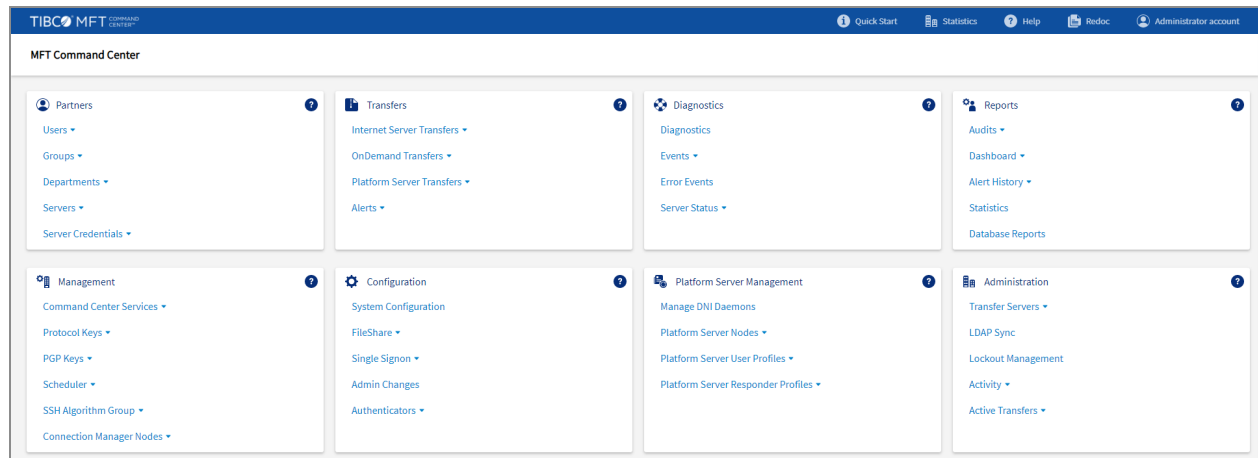 TIBCO MFT COMMAND CENTER™
Quick Start
Statistics
Help
Redoc
Administrator account
MFT Command Center
Partners
Users
Groups
Departments
Servers
Server Credentials
Transfers
Internet Server Transfers
OnDemand Transfers
Platform Server Transfers
Alerts
Diagnostics
Diagnostics
Events
Error Events
Server Status
Reports
Audits
Dashboard
Alert History
Statistics
Database Reports
Management
Command Center Services
Protocol Keys
PGP Keys
Scheduler
SSH Algorithm Group
Connection Manager Nodes
Configuration
System Configuration
FileShare
Single Signon
Admin Changes
Authenticators
Platform Server Management
Manage DNI Daemons
Platform Server Nodes
Platform Server User Profiles
Platform Server Responder Profiles
Administration
Transfer Servers
LDAP Sync
Lockout Management
Activity
Active Transfers